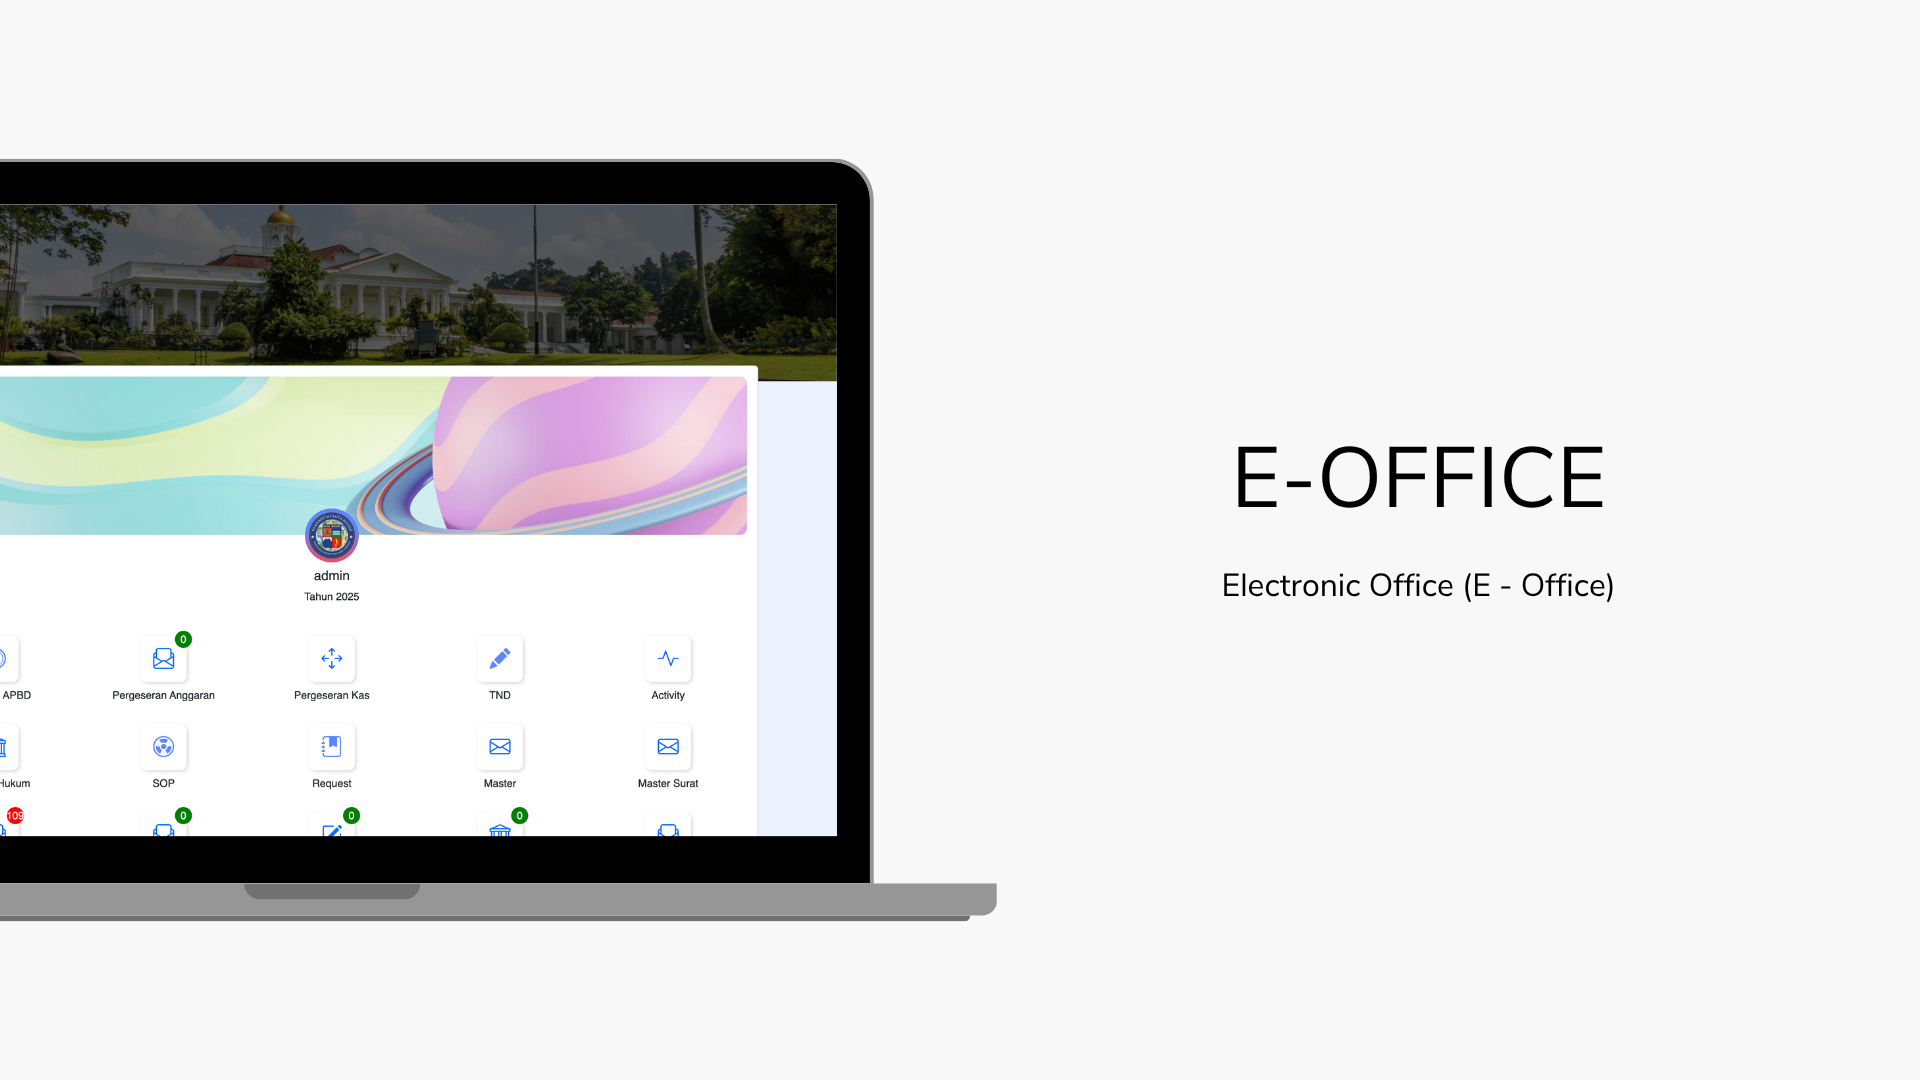 E-OFFICE
Electronic Office (E - Office)
admin
Tahun 2025
0
APBD
Pergeseran Anggaran
Pergeseran Kas
TND
Activity
Hukum
SOP
Request
Master
Master Surat
109
0
0
0